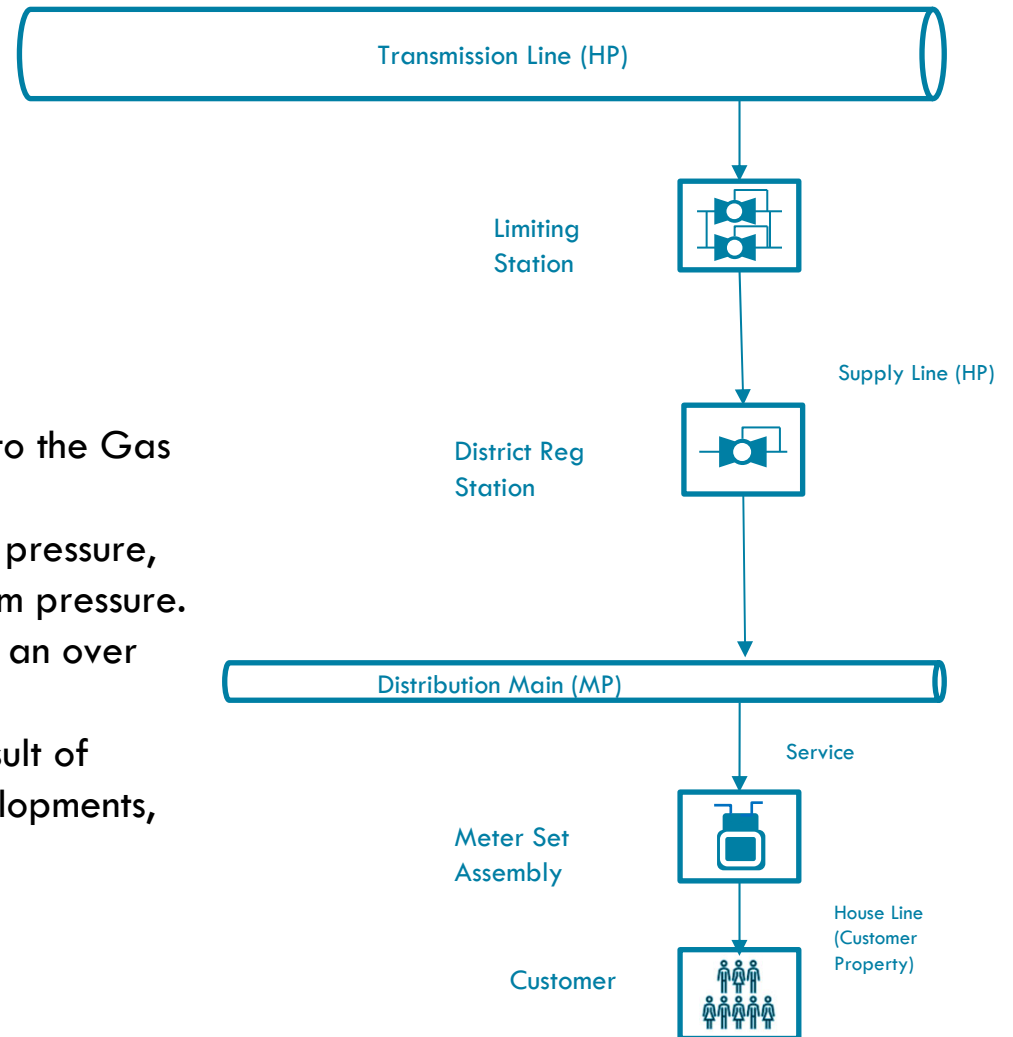 Transmission Line (HP)
Limiting
Station
Supply Line (HP)
to the Gas
District Reg
Station
pressure,
m pressure.
an over
Distribution Main (MP)
sult of
Service
lopments,
Meter Set
Assembly
House Line
(Customer
Property)
Customer